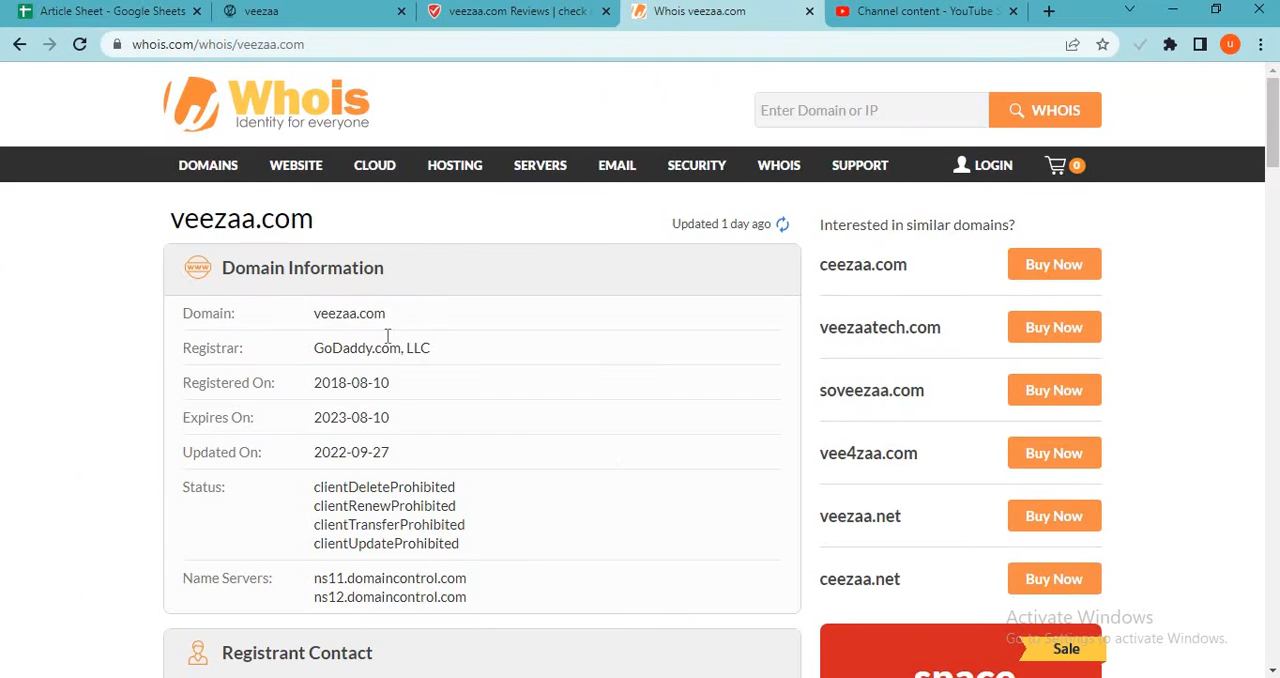 Article Sheet - Google Sheets
veezaa
veezaa.com Reviews | check
Whois veezaa.com
Channel content - YouTube S
whois.com/whois/veezaa.com
u
Whois
Identity for everyone
Enter Domain or IP
WHOIS
DOMAINS WEBSITE CLOUD HOSTING SERVERS EMAIL SECURITY WHOIS SUPPORT LOGIN 0
veezaa.com
Updated 1 day ago
www
Domain Information
Domain: veezaa.com
Registrar: GoDaddy.com, LLC
Registered On: 2018-08-10
Expires On: 2023-08-10
Updated On: 2022-09-27
Status: clientDeleteProhibited
clientRenewProhibited
clientTransferProhibited
clientUpdateProhibited
Name Servers: ns11.domaincontrol.com
ns12.domaincontrol.com
Registrant Contact
Interested in similar domains?
ceezaa.com Buy Now
veezaatech.com Buy Now
soveezaa.com Buy Now
vee4zaa.com Buy Now
veezaa.net Buy Now
ceezaa.net Buy Now
Activate Windows
Go to Settings to activate Windows.
Sale
space